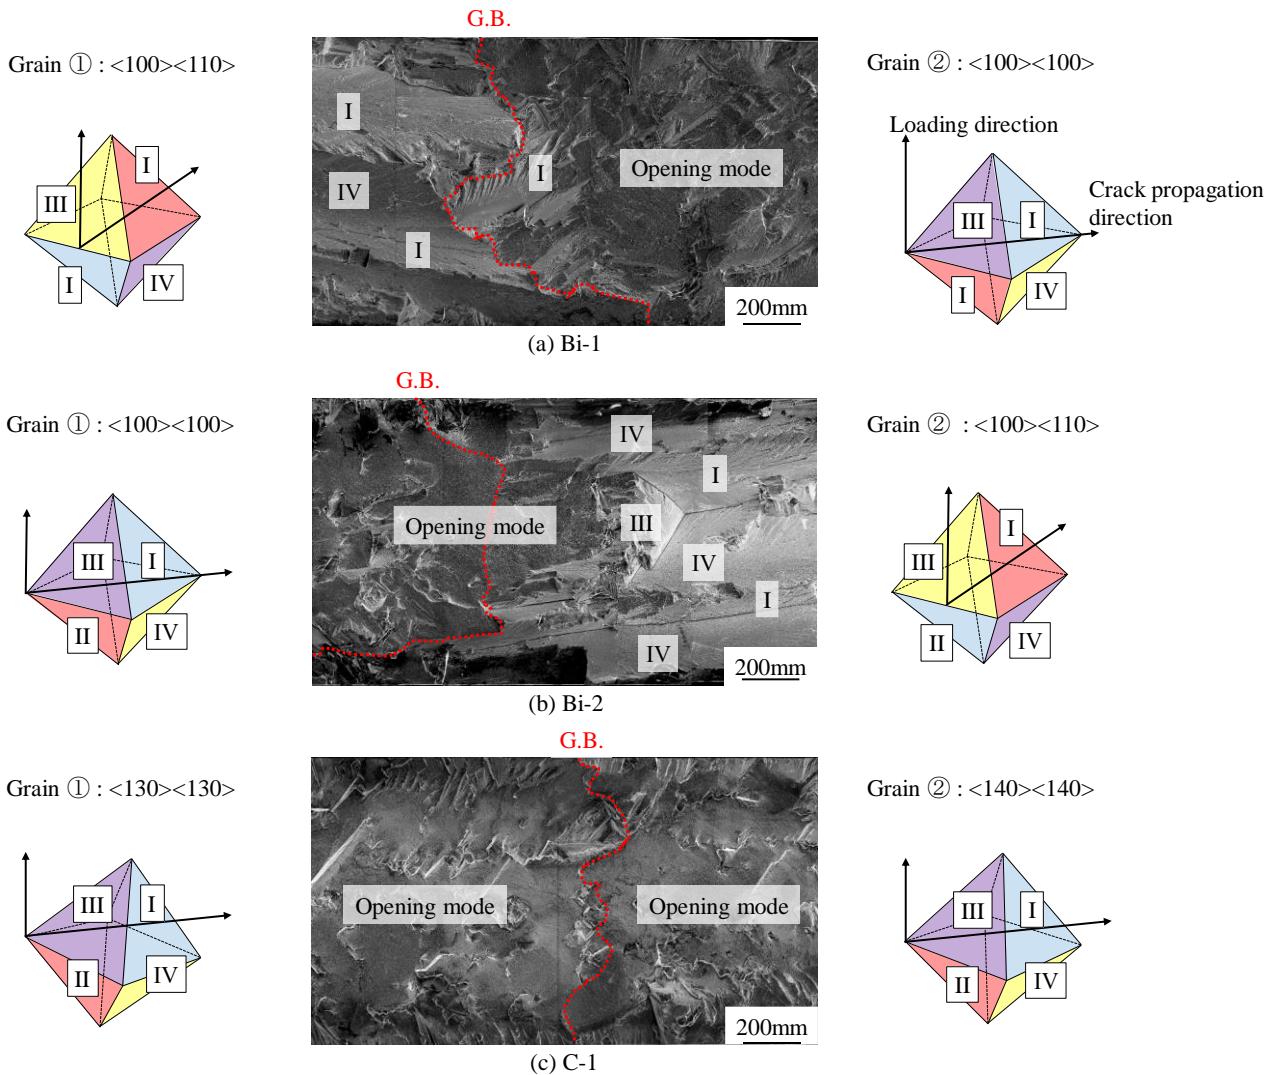 G.B.
Grain ① : <100><110>
Grain ② : <100><100>
I
III
I
IV
I
IV
I
I
Opening mode
200mm
Loading direction
Crack propagation
direction
III
I
I
IV
(a) Bi-1
G.B.
Grain ① : <100><100>
Grain ② : <100><110>
III
I
II
IV
IV
I
Opening mode
III
IV
I
IV
200mm
I
III
II
IV
(b) Bi-2
G.B.
Grain ① : <130><130>
Grain ② : <140><140>
III
I
II
IV
Opening mode
Opening mode
200mm
III
I
II
IV
(c) C-1